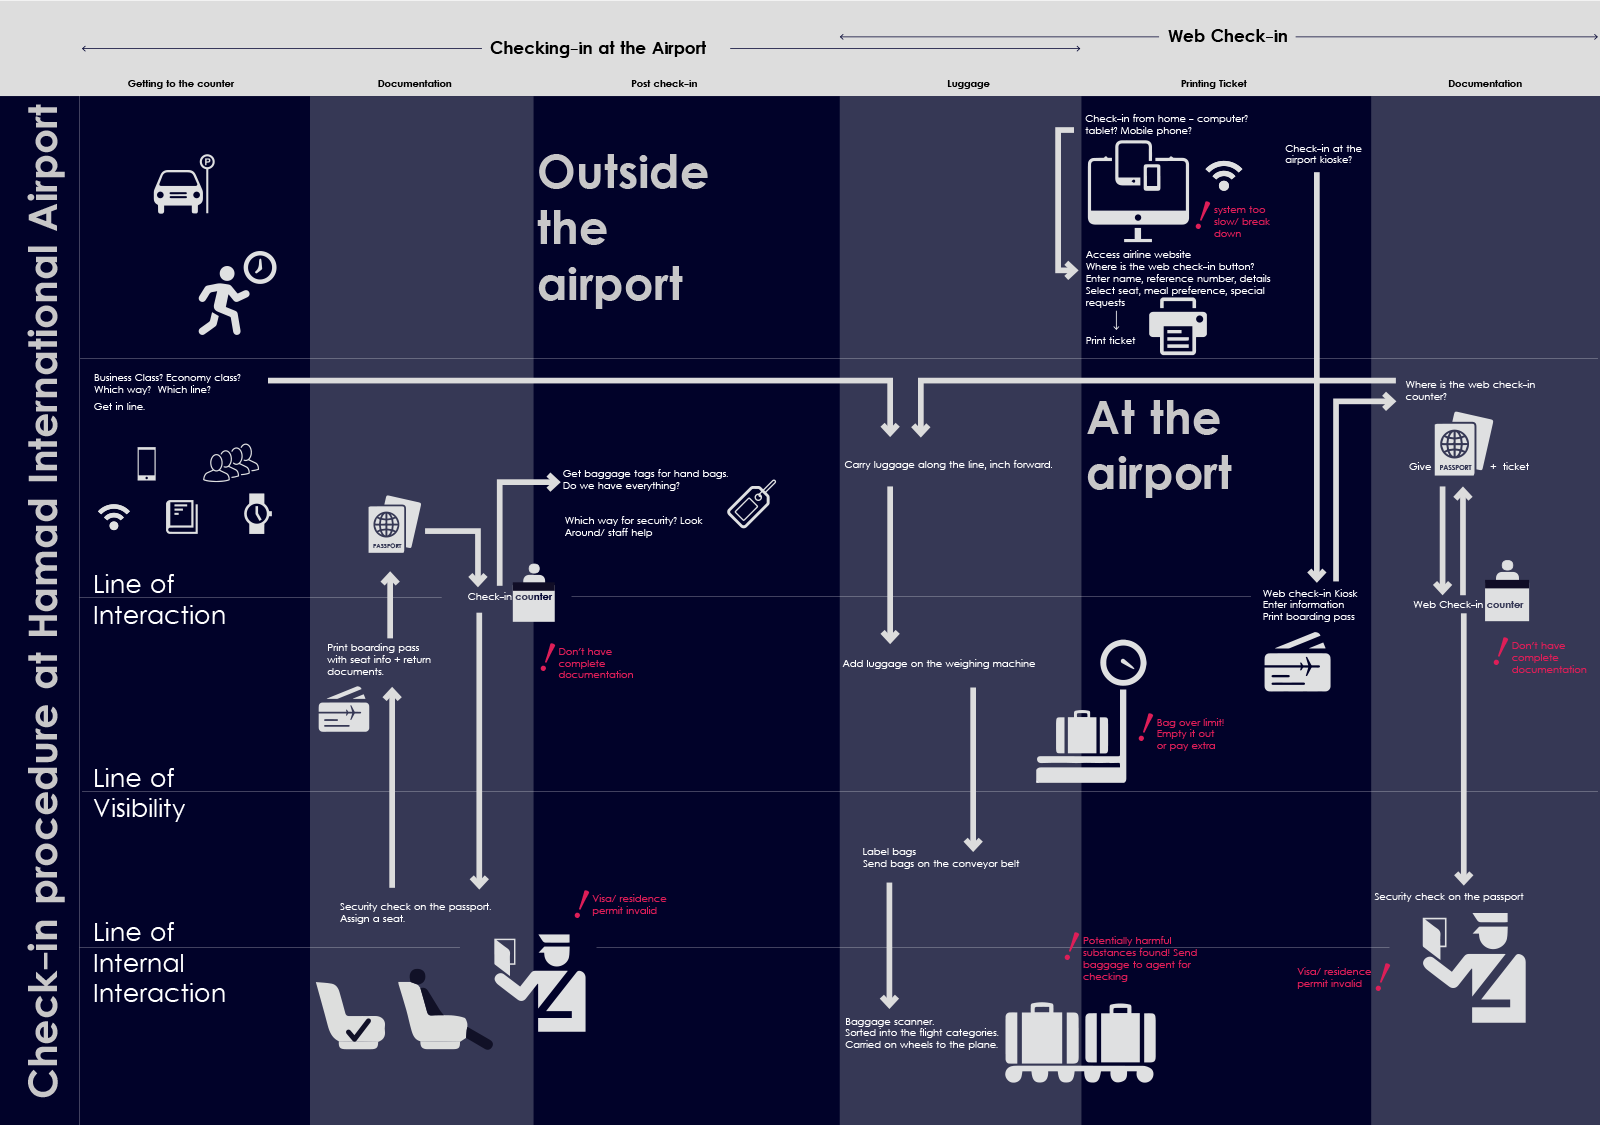 Checking-in at the Airport
Web Check-in
Getting to the counter
Documentation
Post check-in
Luggage
Printing Ticket
Documentation
Check-in procedure at Hamad International Airport
P
Outside
the
airport
Check-in from home - computer?
tablet? Mobile phone?
Check-in at the
airport kioske?
system too
slow/ break
down
Access airline website
Where is the web check-in button?
Enter name, reference number, details
Select seat, meal preference, special
requests
Print ticket
Business Class? Economy class?
Which way? Which line?
Get in line.
At the
airport
Where is the web check-in
counter?
Give
PASSPORT
+ ticket
Carry luggage along the line, inch forward.
Get baggage tags for hand bags.
Do we have everything?
Which way for security? Look
Around/ staff help
PASSPORT
Line of
Interaction
Check-in counter
Web check-in Kiosk
Enter information
Print boarding pass
Web Check-in counter
Print boarding pass
with seat info + return
documents.
Don't have
complete
documentation
Add luggage on the weighing machine
Don't have
complete
documentation
Bag over limit!
Empty it out
or pay extra
Line of
Visibility
Label bags
Send bags on the conveyor belt
Security check on the passport.
Assign a seat.
Visa/ residence
permit invalid
Security check on the passport
Line of
Internal
Interaction
Potentially harmful
substances found! Send
baggage to agent for
checking
Visa/ residence
permit invalid
Baggage scanner.
Sorted into the flight categories.
Carried on wheels to the plane.